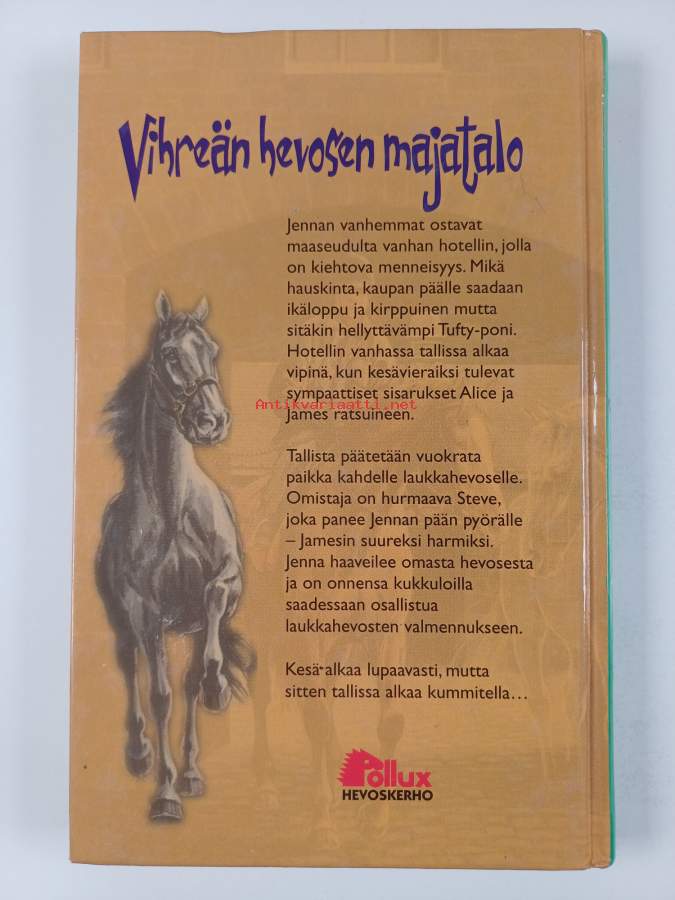 Vihreän hevosen majatalo
Jennan vanhemmat ostavat
maaseudulta vanhan hotellin, jolla
on kiehtova menneisyys. Mikä
hauskinta, kaupan päälle saadaan
ikäloppu ja kirppuinen mutta
sitäkin hellyttävämpi Tufty-poni.
Hotellin vanhassa tallissa alkaa
vipinä, kun kesävieraiksi tulevat
sympaattiset sisarukset Alice ja
Antikvariaatti.net
James ratsuineen.
Tallista päätetään vuokrata
paikka kahdelle laukkahevoselle.
Omistaja on hurmaava Steve,
joka panee Jennan pään pyörälle
– Jamesin suureksi harmiksi.
Jenna haaveilee omasta hevosesta
ja on onnensa kukkuloilla
saadessaan osallistua
laukkahevosten valmennukseen.
Kesä alkaa lupaavasti, mutta
sitten tallissa alkaa kummitella…
Pollux
HEVOSKERHO